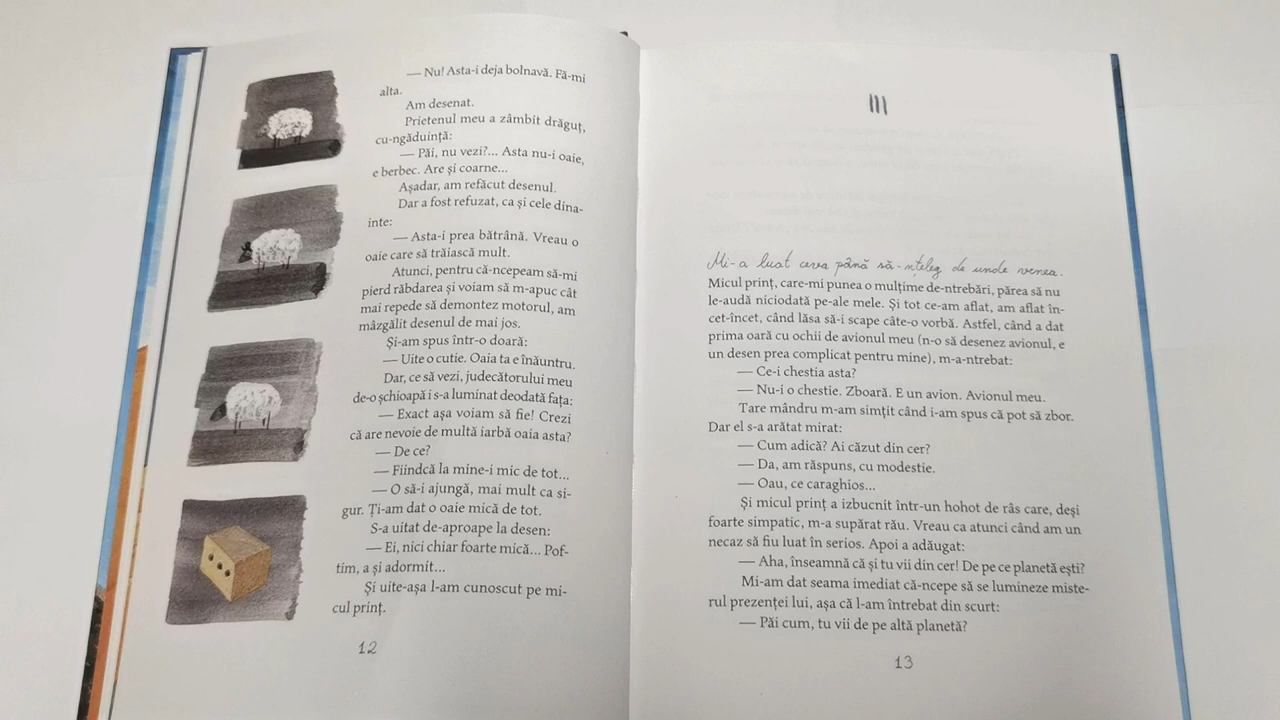 — Nu! Asta-i deja bolnavă. Fă-mi
alta.
Am desenat.
Prietenul meu a zâmbit drăguț,
cu-ngăduință:
— Păi, nu vezi?... Asta nu-i oaie,
e berbec. Are și coarne...
Așadar, am refăcut desenul.
Dar a fost refuzat, ca și cele dina-
inte:
— Asta-i prea bătrână. Vreau o
oaie care să trăiască mult.
Atunci, pentru că-ncepeam să-mi
pierd răbdarea și voiam să m-apuc cât
mai repede să demontez motorul, am
mâzgălit desenul de mai jos.
Și-am spus într-o doară:
— Uite o cutie. Oaia ta e înăuntru.
Dar, ce să vezi, judecătorului meu
de-o șchioapă i s-a luminat deodată fața:
— Exact așa voiam să fie! Crezi
că are nevoie de multă iarbă oaia asta?
— De ce?
— Fiindcă la mine-i mic de tot...
— O să-i ajungă, mai mult ca si-
gur. Ți-am dat o oaie mică de tot.
S-a uitat de-aproape la desen:
— Ei, nici chiar foarte mică... Pof-
tim, a și adormit...
Și uite-așa l-am cunoscut pe mi-
cul prinț.
12
III
Mi-a luat ceva până să-nțeleg de unde venea.
Micul prinț, care-mi punea o mulțime de-ntrebări, părea să nu
le-audă niciodată pe-ale mele. Și tot ce-am aflat, am aflat în-
cet-încet, când lăsa să-i scape câte-o vorbă. Astfel, când a dat
prima oară cu ochii de avionul meu (n-o să desenez avionul, e
un desen prea complicat pentru mine), m-a-ntrebat:
— Ce-i chestia asta?
— Nu-i o chestie. Zboară. E un avion. Avionul meu.
Tare mândru m-am simțit când i-am spus că pot să zbor.
Dar el s-a arătat mirat:
— Cum adică? Ai căzut din cer?
— Da, am răspuns, cu modestie.
— Oau, ce caraghios...
Și micul prinț a izbucnit într-un hohot de râs care, deși
foarte simpatic, m-a supărat rău. Vreau ca atunci când am un
necaz să fiu luat în serios. Apoi a adăugat:
— Aha, înseamnă că și tu vii din cer! De pe ce planetă ești?
Mi-am dat seama imediat că-ncepe să se lumineze miste-
rul prezenței lui, așa că l-am întrebat din scurt:
— Păi cum, tu vii de pe altă planetă?
13